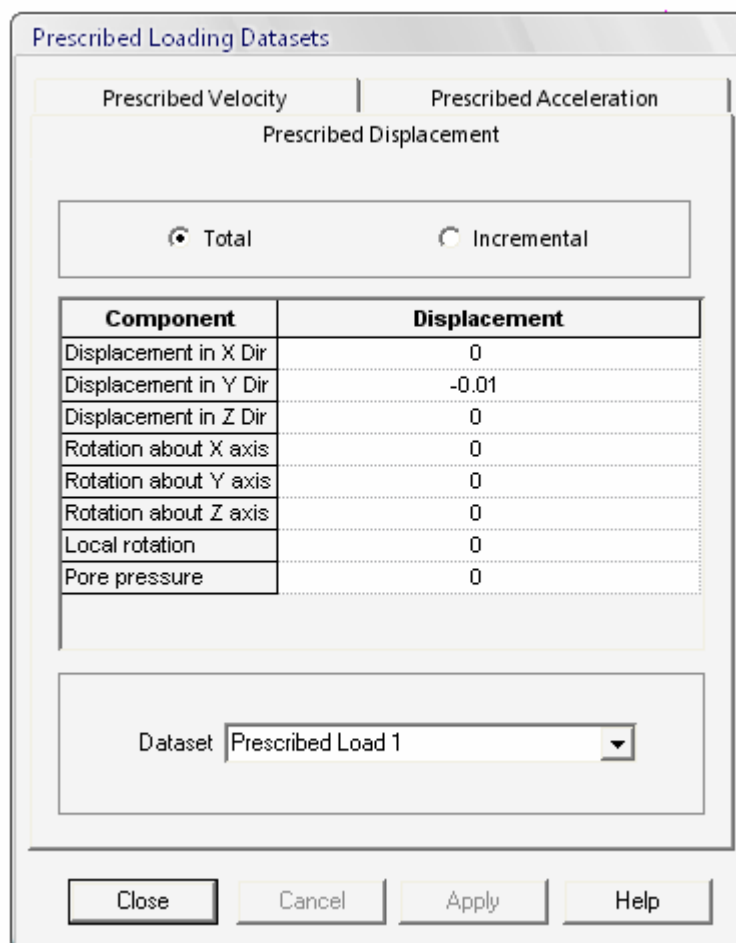 Prescribed Loading Datasets
Prescribed Velocity Prescribed Acceleration
Prescribed Displacement
Total Incremental
Component Displacement
Displacement in X Dir 0
Displacement in Y Dir -0.01
Displacement in Z Dir 0
Rotation about X axis 0
Rotation about Y axis 0
Rotation about Z axis 0
Local rotation 0
Pore pressure 0
Dataset Prescribed Load 1
Close Cancel Apply Help